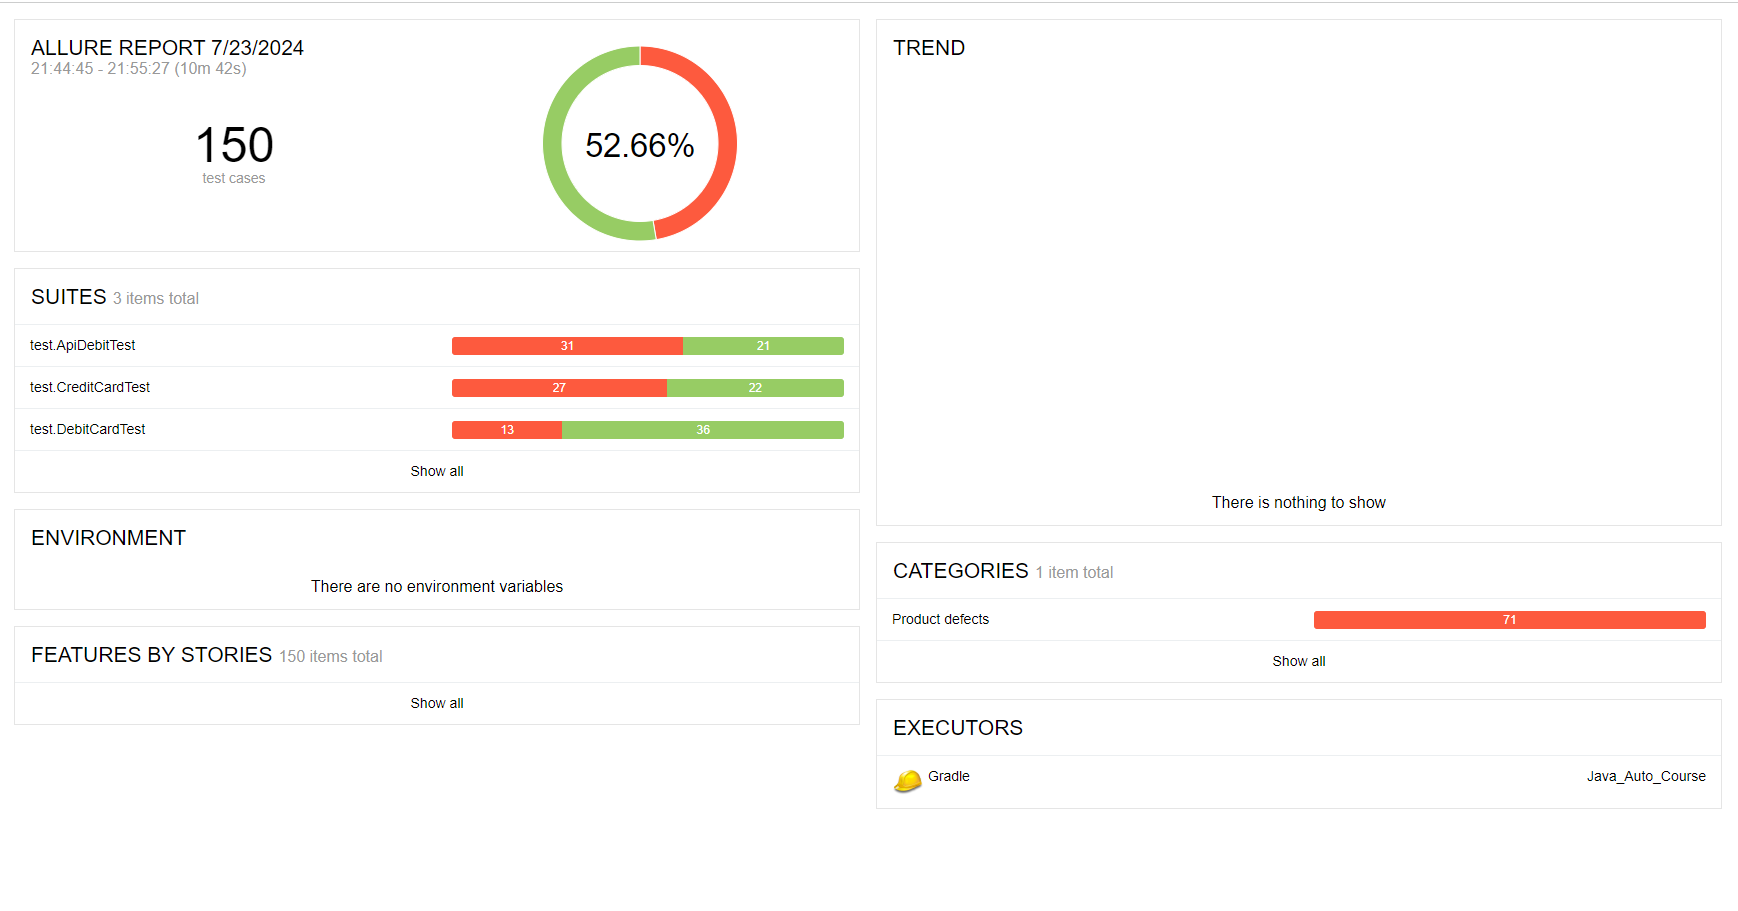 ALLURE REPORT 7/23/2024
21:44:45 - 21:55:27 (10m 42s)
150
test cases
52.66%
SUITES 3 items total
test.ApiDebitTest 31 21
test.CreditCardTest 27 22
test.DebitCardTest 13 36
Show all
ENVIRONMENT
There are no environment variables
FEATURES BY STORIES 150 items total
Show all
TREND
There is nothing to show
CATEGORIES 1 item total
Product defects 71
Show all
EXECUTORS
Gradle Java_Auto_Course